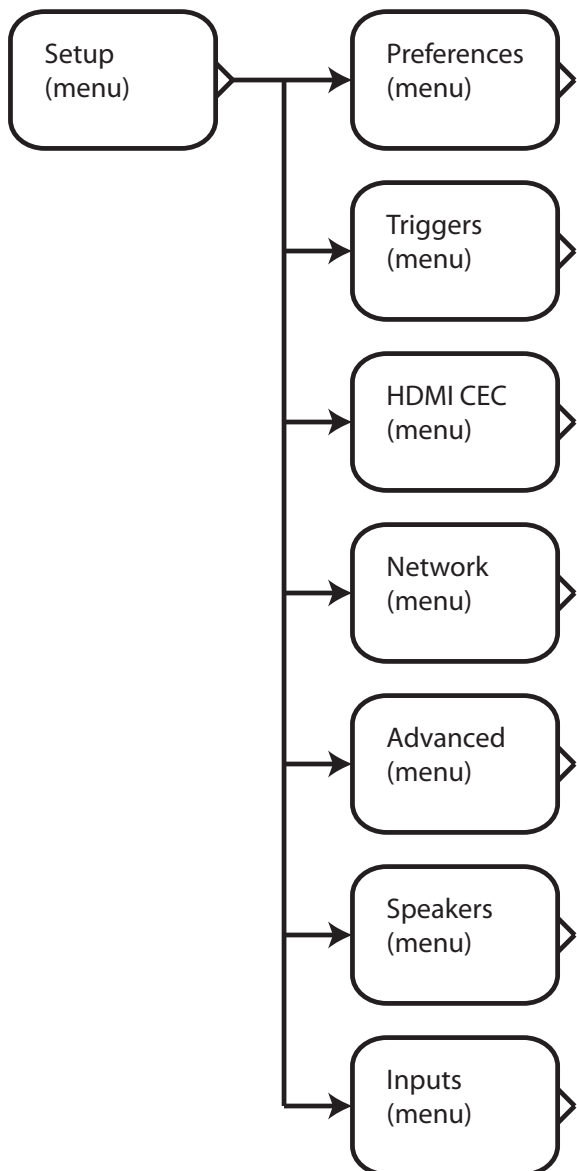 Setup
(menu)
Preferences
(menu)
Triggers
(menu)
HDMI CEC
(menu)
Network
(menu)
Advanced
(menu)
Speakers
(menu)
Inputs
(menu)